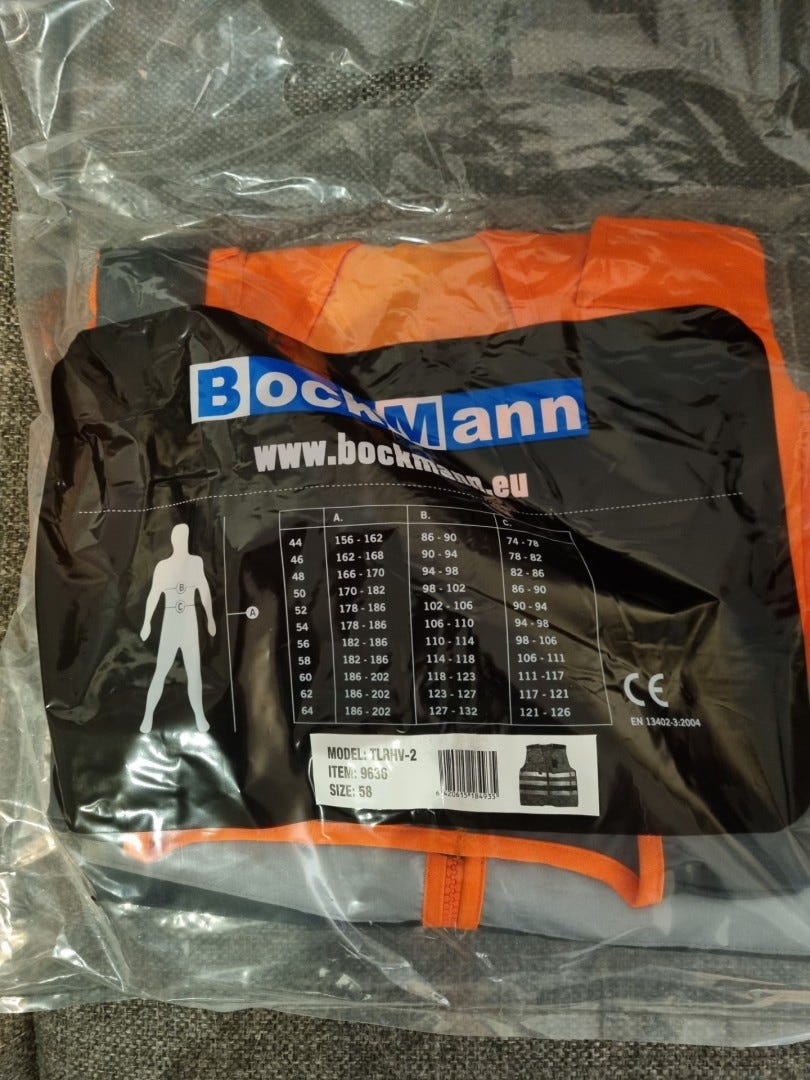 BockMann
www.bockmann.eu
A. B. C.
44 156 - 162 86 - 90 74 - 78
46 162 - 168 90 - 94 78 - 82
48 166 - 170 94 - 98 82 - 86
50 170 - 182 98 - 102 86 - 90
52 178 - 186 102 - 106 90 - 94
54 178 - 186 106 - 110 94 - 98
56 182 - 186 110 - 114 98 - 106
58 182 - 186 114 - 118 106 - 111
60 186 - 202 118 - 123 111 -117
62 186 - 202 123 - 127 117 - 121
64 186 - 202 127 - 132 121 - 126
B
C
A
CE
EN 13402-3:2004
MODEL: TLRHV-2
ITEM: 9636
SIZE: 58